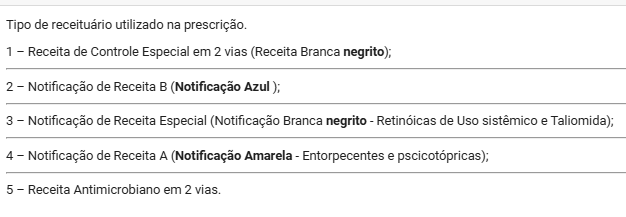 Tipo de receituário utilizado na prescrição.
1 – Receita de Controle Especial em 2 vias (Receita Branca negrito);
2 – Notificação de Receita B (Notificação Azul );
3 – Notificação de Receita Especial (Notificação Branca negrito - Retinóicas de Uso sistêmico e Taliomida);
4 – Notificação de Receita A (Notificação Amarela - Entorpecentes e pscicotópricas);
5 – Receita Antimicrobiano em 2 vias.